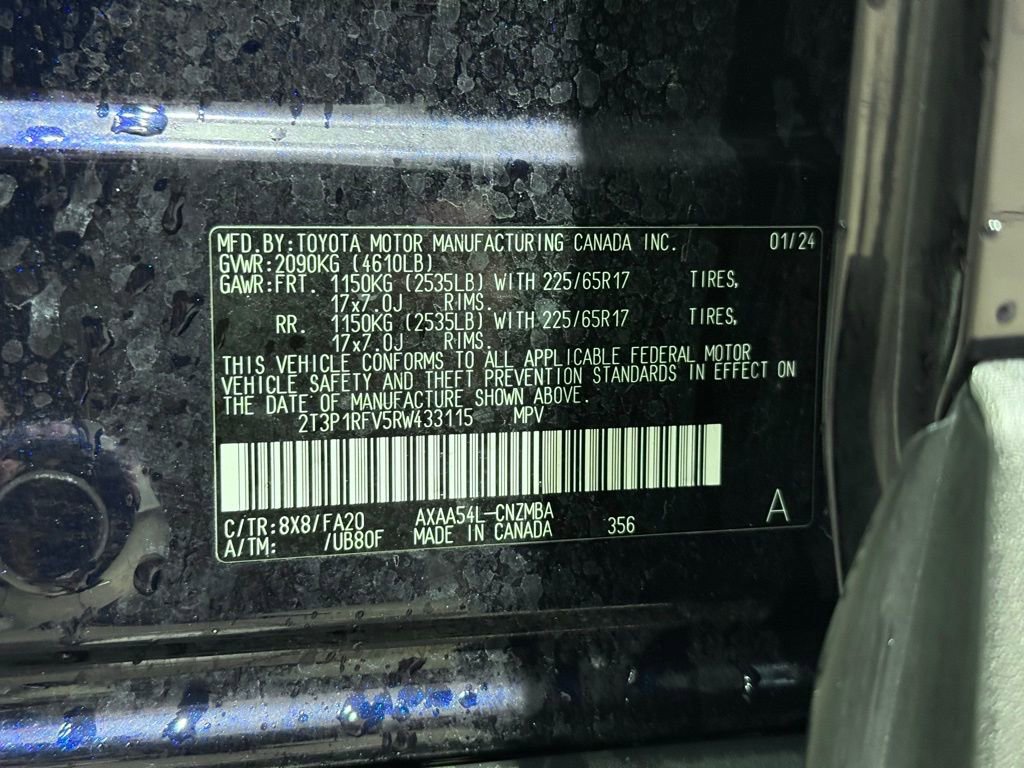 MFD.BY:TOYOTA MOTOR MANUFACTURING CANADA INC. 01/24
GVWR:2090KG (4610LB)
GAWR:FRT. 1150KG (2535LB) WITH 225/65R17 TIRES,
17x7.0J RIMS.
RR. 1150KG (2535LB) WITH 225/65R17 TIRES,
17x7.0J RIMS.
THIS VEHICLE CONFORMS TO ALL APPLICABLE FEDERAL MOTOR
VEHICLE SAFETY AND THEFT PREVENTION STANDARDS IN EFFECT ON
THE DATE OF MANUFACTURE SHOWN ABOVE.
2T3P1RFV5RW433115 MPV
C/TR:8X8/FA20 AXAA54L-CNZMBA 356 A
A/TM: /UB80F MADE IN CANADA